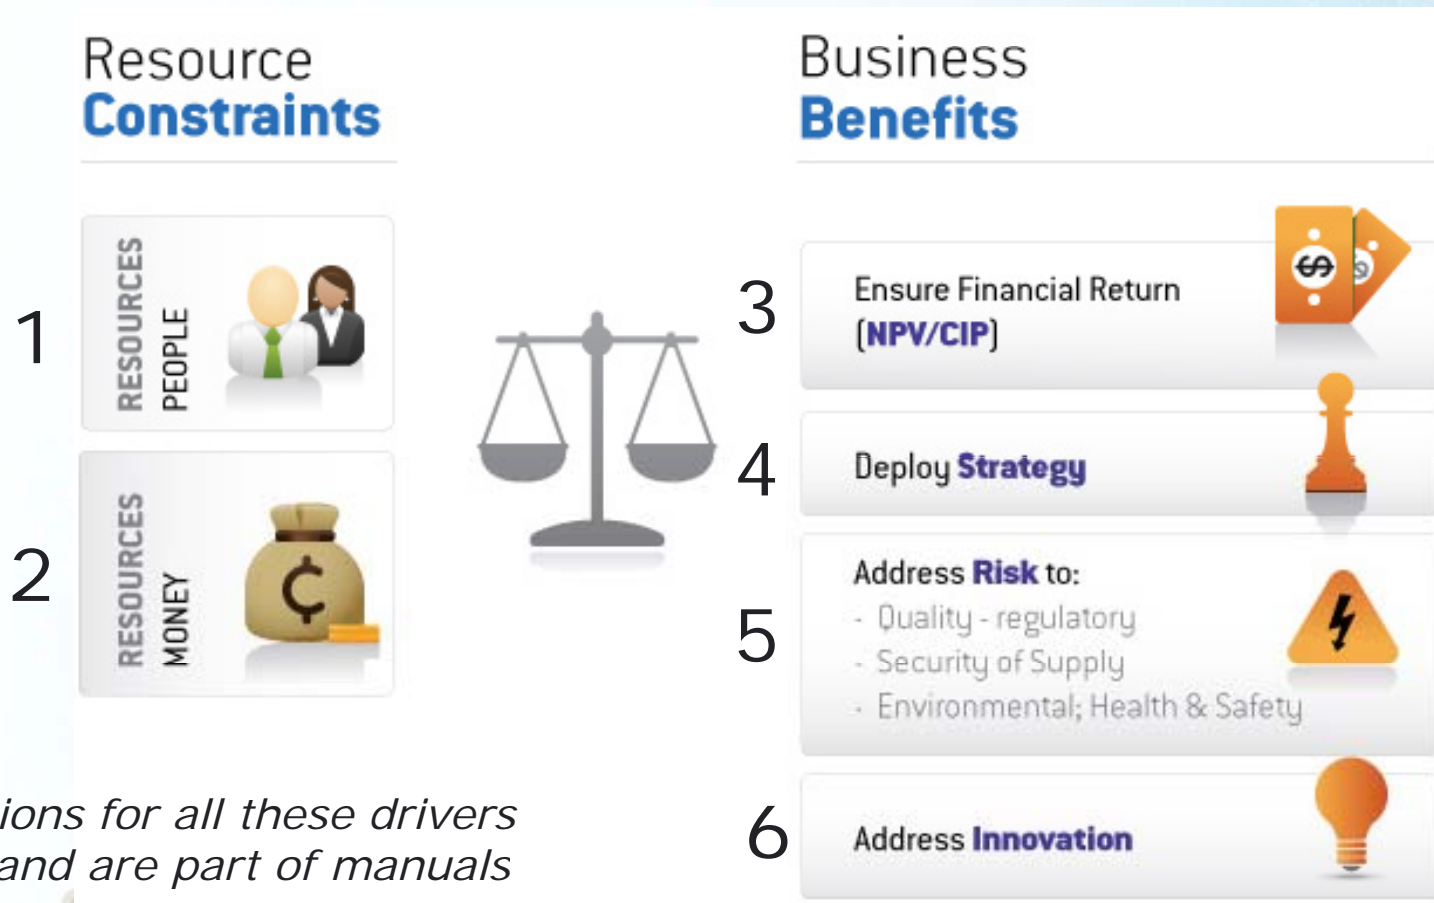 Resource
Constraints
1
RESOURCES
PEOPLE
2
RESOURCES
MONEY
¢
Business
Benefits
3
Ensure Financial Return
(NPV/CIP)
$
4
Deploy Strategy
5
Address Risk to:
- Quality - regulatory
- Security of Supply
- Environmental; Health & Safety
6
Address Innovation
ions for all these drivers
and are part of manuals